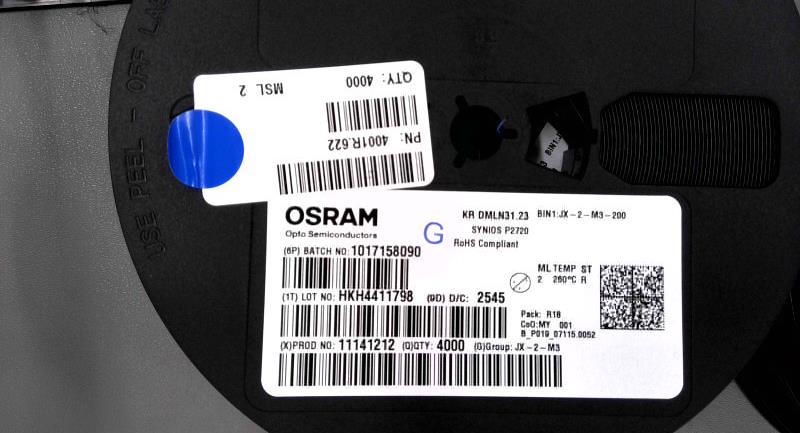 USE PEEL - OFF LA
QTY: 4000
MSL 2
PN: 4001R.622
BIN1:J
OSRAM
Opto Semiconductors
G
KR DMLN31.23 BIN1:JX-2-M3-200
SYNIOS P2720
RoHS Compliant
(6P) BATCH NO: 1017158090
ML TEMP ST
2 260°C R
(1T) LOT NO: HKH4411798 (9D) D/C: 2545
Pack: R18
CoO:MY 001
B_P019_07115.0052
(X)PROD NO: 11141212 (Q)QTY: 4000 (G)Group: JX-2-M3